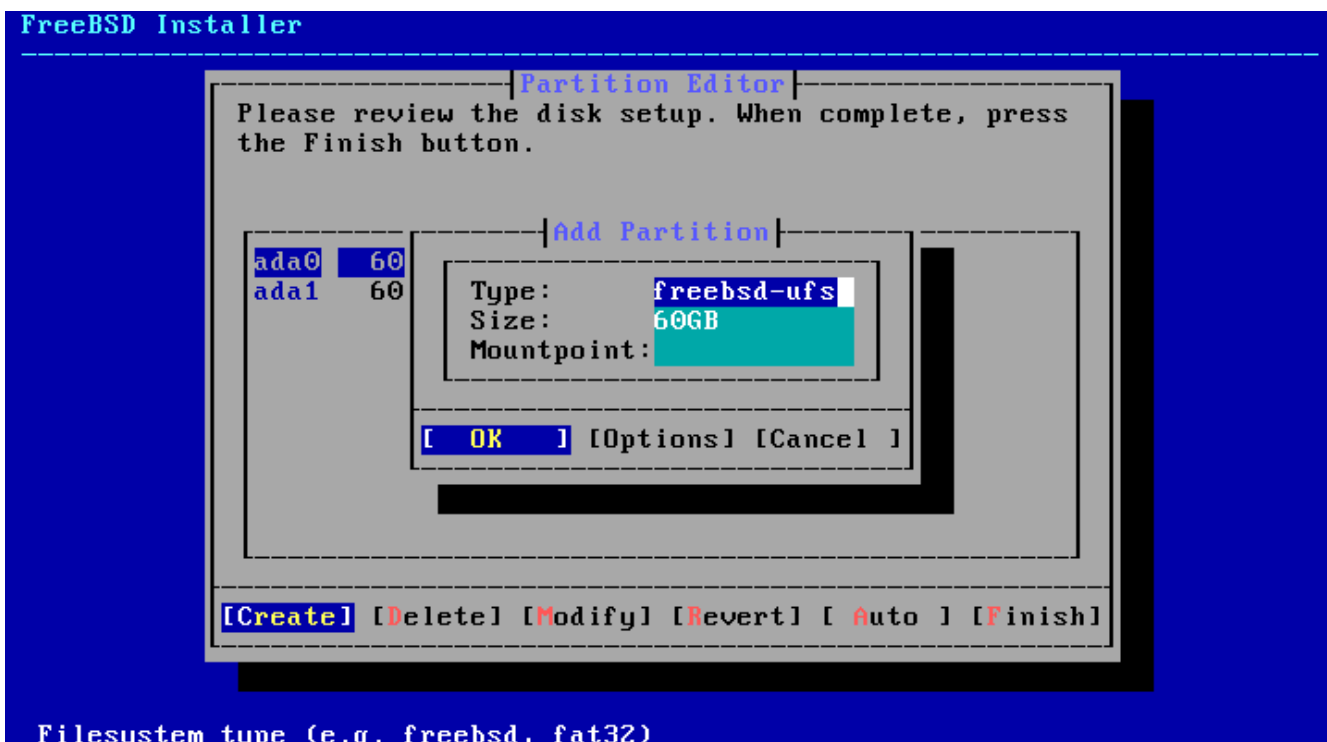 FreeBSD Installer
Partition Editor
Please review the disk setup. When complete, press
the Finish button.
Add Partition
ada0 60
ada1 60
Type: freebsd-ufs
Size: 60GB
Mountpoint:
[ OK ] [Options] [Cancel ]
[Create] [Delete] [Modify] [Revert] [ Auto ] [Finish]
Filesystem type (e.g. freebsd, fat32)